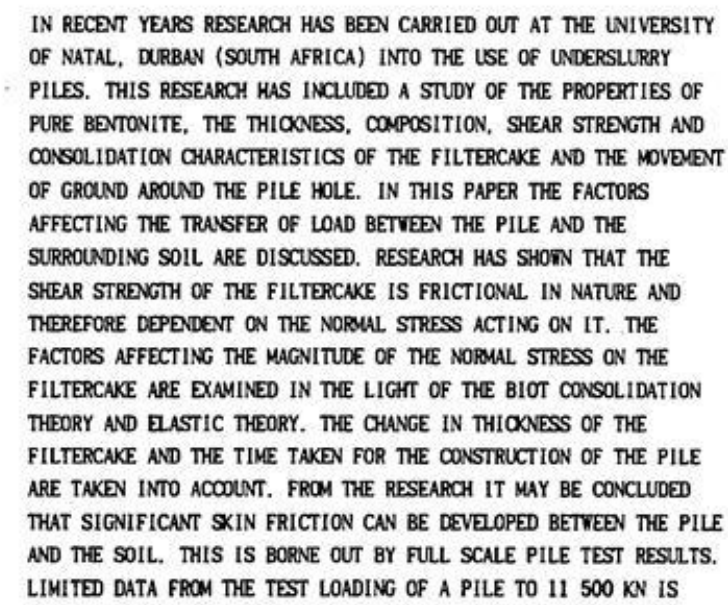 IN RECENT YEARS RESEARCH HAS BEEN CARRIED OUT AT THE UNIVERSITY
OF NATAL, DURBAN (SOUTH AFRICA) INTO THE USE OF UNDERSLURRY
PILES. THIS RESEARCH HAS INCLUDED A STUDY OF THE PROPERTIES OF
PURE BENTONITE, THE THICKNESS, COMPOSITION, SHEAR STRENGTH AND
CONSOLIDATION CHARACTERISTICS OF THE FILTERCAKE AND THE MOVEMENT
OF GROUND AROUND THE PILE HOLE. IN THIS PAPER THE FACTORS
AFFECTING THE TRANSFER OF LOAD BETWEEN THE PILE AND THE
SURROUNDING SOIL ARE DISCUSSED. RESEARCH HAS SHOWN THAT THE
SHEAR STRENGTH OF THE FILTERCAKE IS FRICTIONAL IN NATURE AND
THEREFORE DEPENDENT ON THE NORMAL STRESS ACTING ON IT. THE
FACTORS AFFECTING THE MAGNITUDE OF THE NORMAL STRESS ON THE
FILTERCAKE ARE EXAMINED IN THE LIGHT OF THE BIOT CONSOLIDATION
THEORY AND ELASTIC THEORY. THE CHANGE IN THICKNESS OF THE
FILTERCAKE AND THE TIME TAKEN FOR THE CONSTRUCTION OF THE PILE
ARE TAKEN INTO ACCOUNT. FROM THE RESEARCH IT MAY BE CONCLUDED
THAT SIGNIFICANT SKIN FRICTION CAN BE DEVELOPED BETWEEN THE PILE
AND THE SOIL. THIS IS BORNE OUT BY FULL SCALE PILE TEST RESULTS.
LIMITED DATA FROM THE TEST LOADING OF A PILE TO 11 500 KN IS